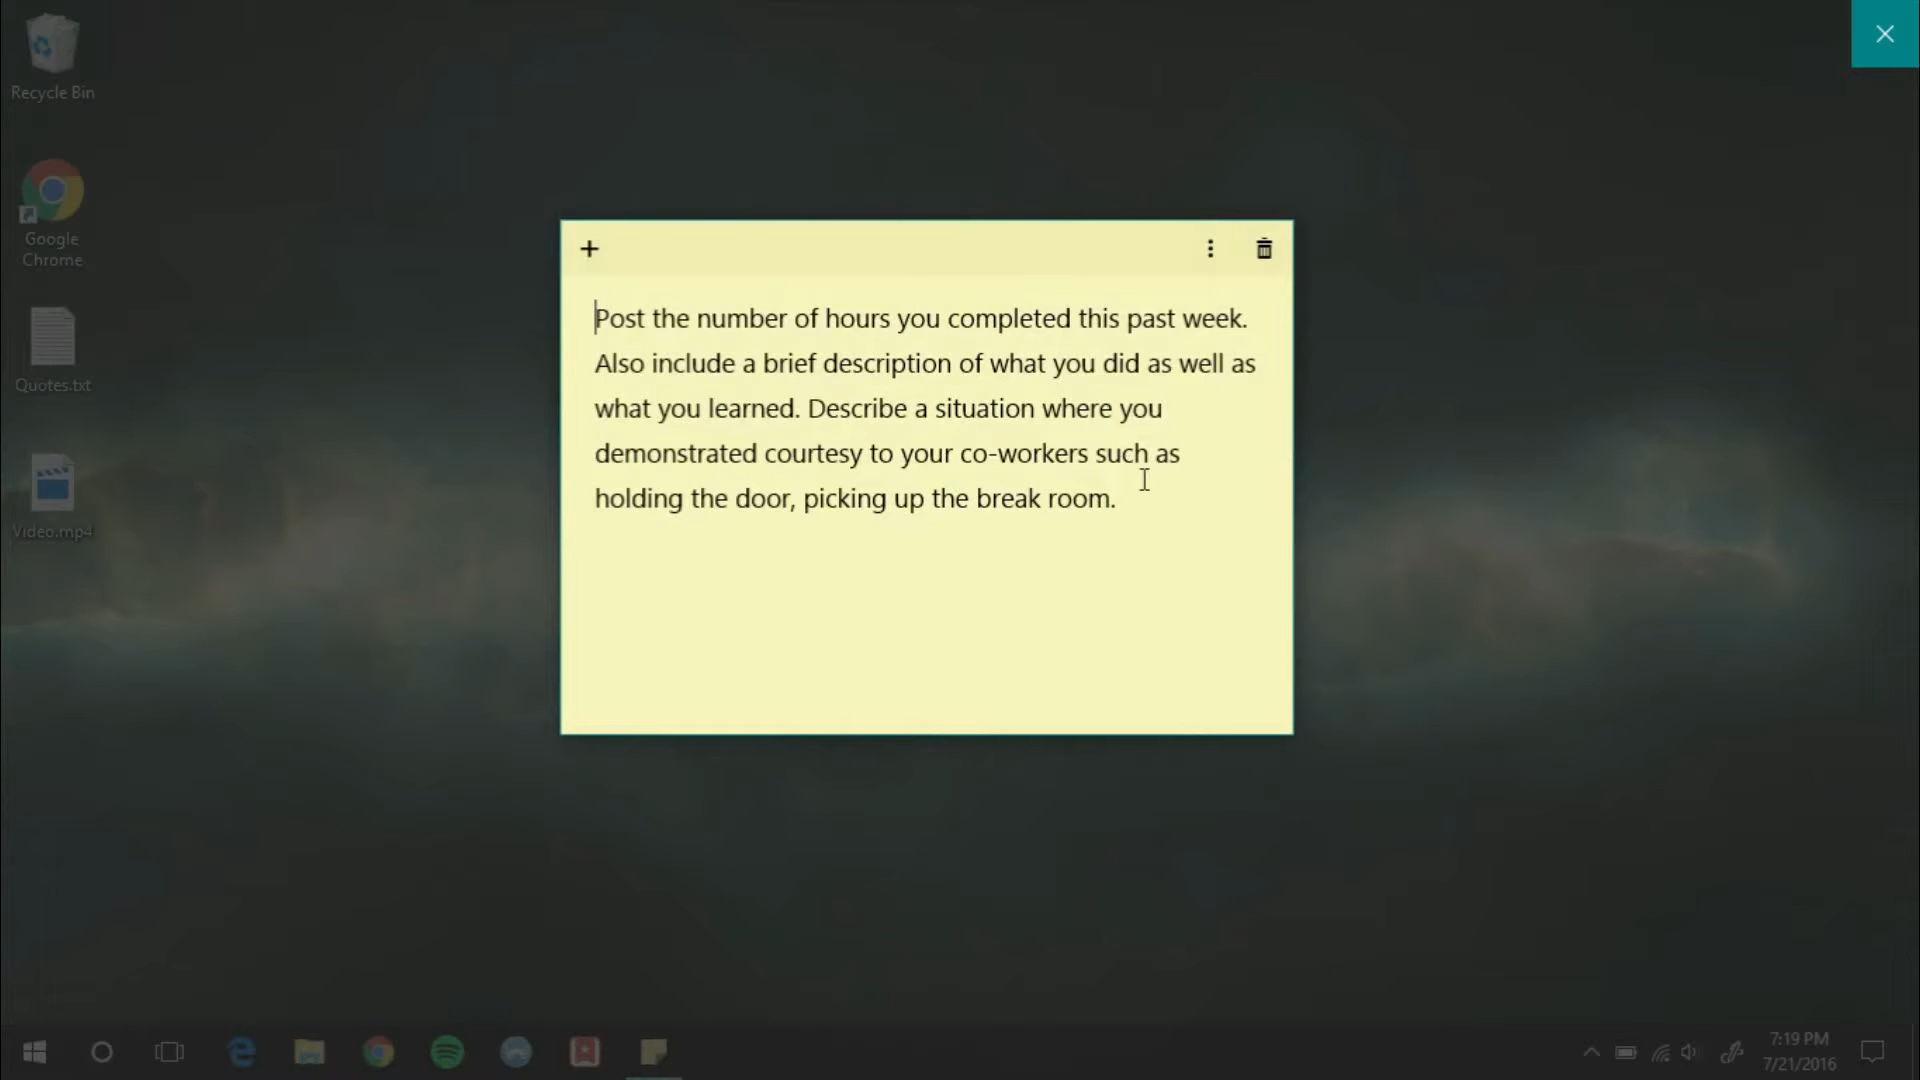 Recycle Bin
Google
Chrome
Quotes.txt
Video.mp4
Post the number of hours you completed this past week.
Also include a brief description of what you did as well as
what you learned. Describe a situation where you
demonstrated courtesy to your co-workers such as
holding the door, picking up the break room.
7:19 PM
7/21/2016